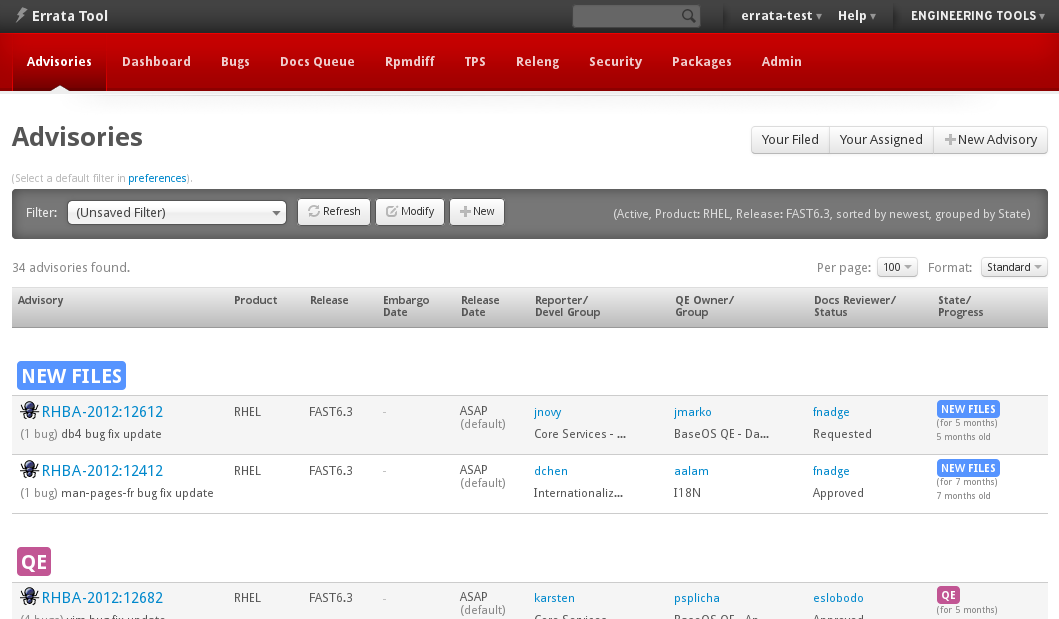 Errata Tool
errata-test ▾ Help ▾ ENGINEERING TOOLS ▾
Advisories Dashboard Bugs Docs Queue Rpmdiff TPS Releng Security Packages Admin
Advisories
Your Filed Your Assigned New Advisory
(Select a default filter in preferences).
Filter: (Unsaved Filter) Refresh Modify New (Active, Product: RHEL, Release: FAST6.3, sorted by newest, grouped by State)
34 advisories found. Per page: 100 Format: Standard
Advisory Product Release Embargo Release Reporter/ QE Owner/ Docs Reviewer/ State/
Date Date Devel Group Group Status Progress
NEW FILES
RHBA-2012:12612 RHEL FAST6.3 - ASAP jnovy jmarko fnadge NEW FILES
(default) (for 5 months)
(1 bug) db4 bug fix update Core Services - ... BaseOS QE - Da... Requested 5 months old
RHBA-2012:12412 RHEL FAST6.3 - ASAP dchen aalam fnadge NEW FILES
(default) (for 7 months)
(1 bug) man-pages-fr bug fix update Internationaliz... I18N Approved 7 months old
QE
RHBA-2012:12682 RHEL FAST6.3 - ASAP karsten psplicha eslobodo QE
(default) (for 5 months)